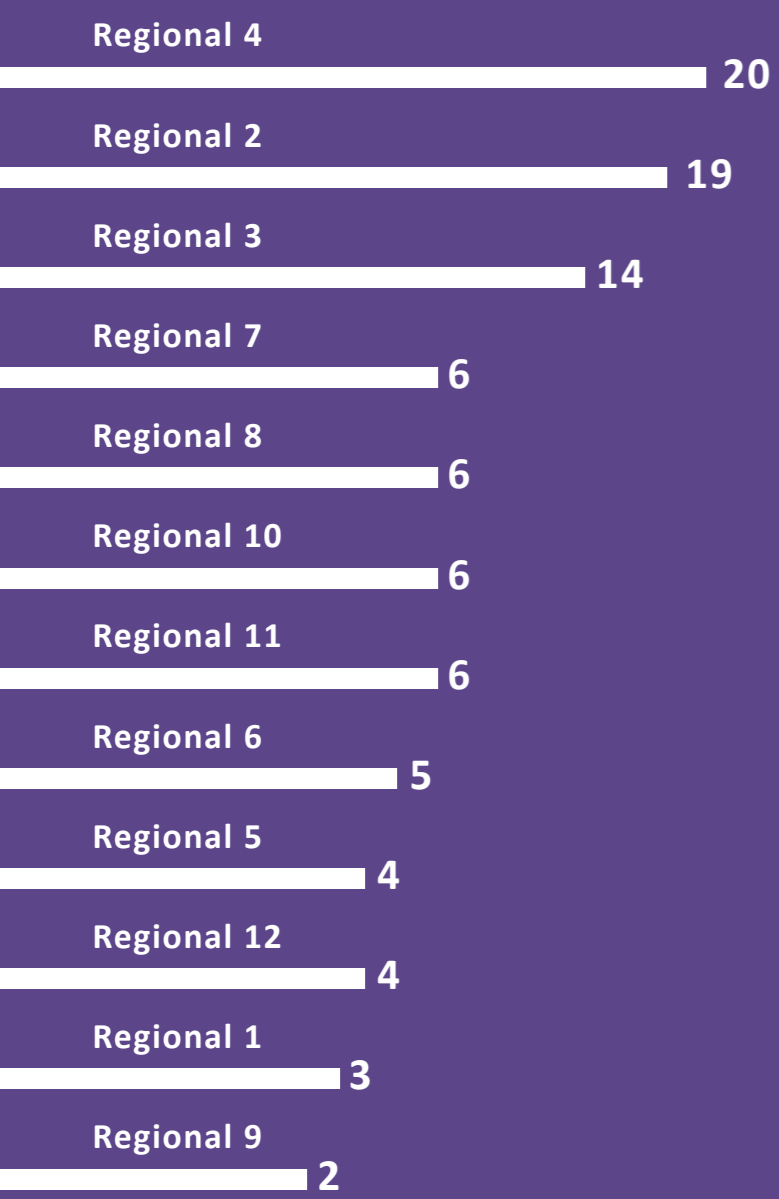 Regional 4
20
Regional 2
19
Regional 3
14
Regional 7
6
Regional 8
6
Regional 10
6
Regional 11
6
Regional 6
5
Regional 5
4
Regional 12
4
Regional 1
3
Regional 9
2